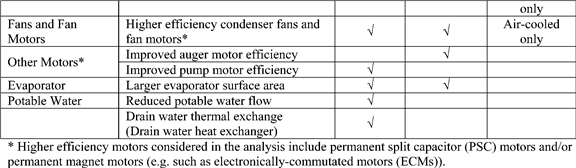 only
Fans and Fan Motors Higher efficiency condenser fans and fan motors* √ √ Air-cooled only
Other Motors* Improved auger motor efficiency √
Improved pump motor efficiency √
Evaporator Larger evaporator surface area √ √
Potable Water Reduced potable water flow √
Drain water thermal exchange (Drain water heat exchanger) √
* Higher efficiency motors considered in the analysis include permanent split capacitor (PSC) motors and/or
permanent magnet motors (e.g. such as electronically-commutated motors (ECMs)).